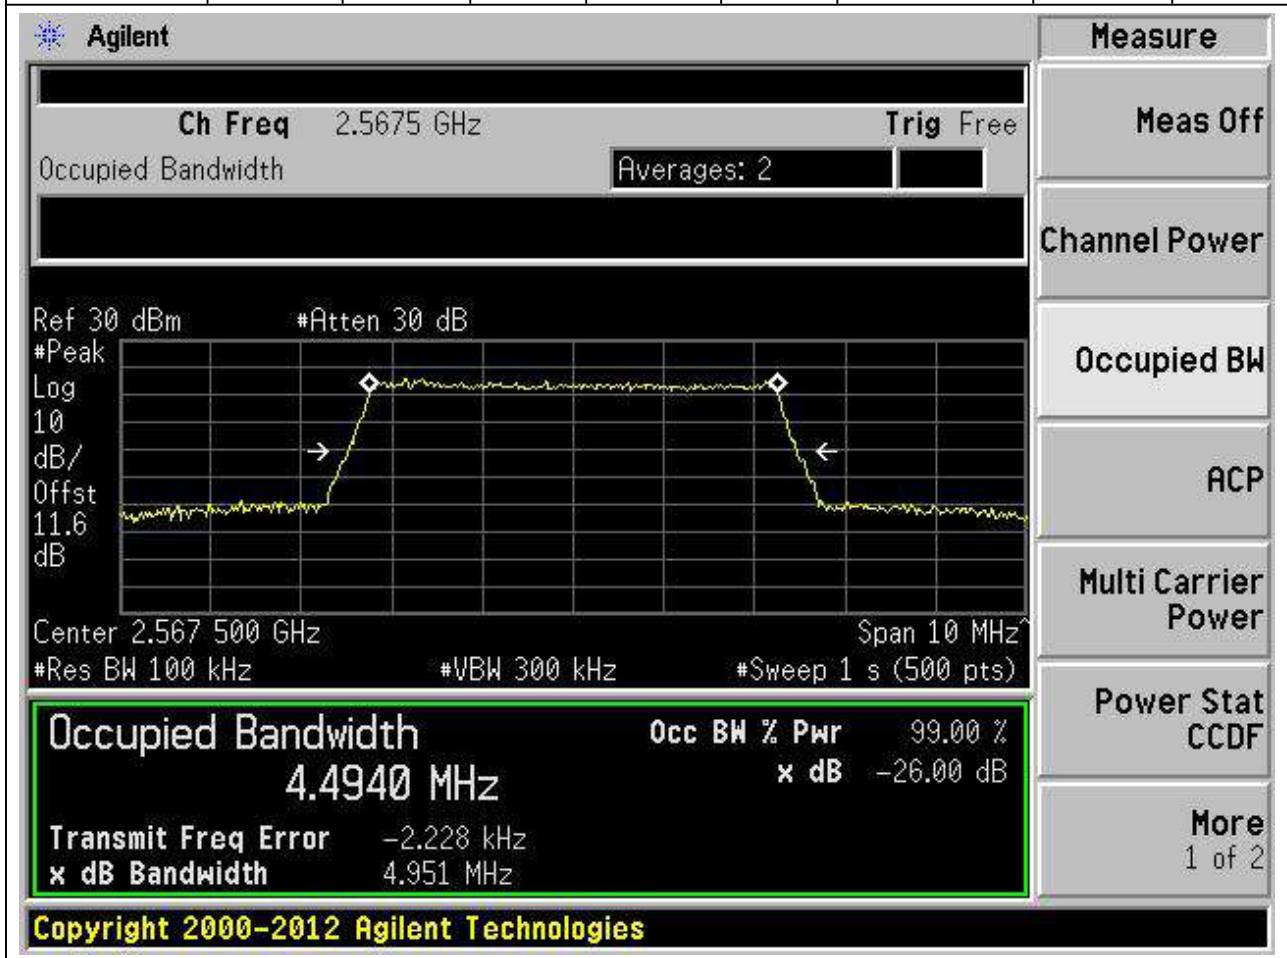 Agilent
Measure
Ch Freq 2.5675 GHz Trig Free
Meas Off
Occupied Bandwidth Averages: 2
Channel Power
Ref 30 dBm #Atten 30 dB
#Peak
Log
10
dB/
Offst
11.6
dB
Occupied BW
ACP
Center 2.567 500 GHz Span 10 MHz^
#Res BW 100 kHz #VBW 300 kHz #Sweep 1 s (500 pts)
Multi Carrier
Power
Occupied Bandwidth Occ BW % Pwr 99.00 %
4.4940 MHz x dB -26.00 dB
Transmit Freq Error -2.228 kHz
x dB Bandwidth 4.951 MHz
Power Stat
CCDF
More
1 of 2
Copyright 2000-2012 Agilent Technologies